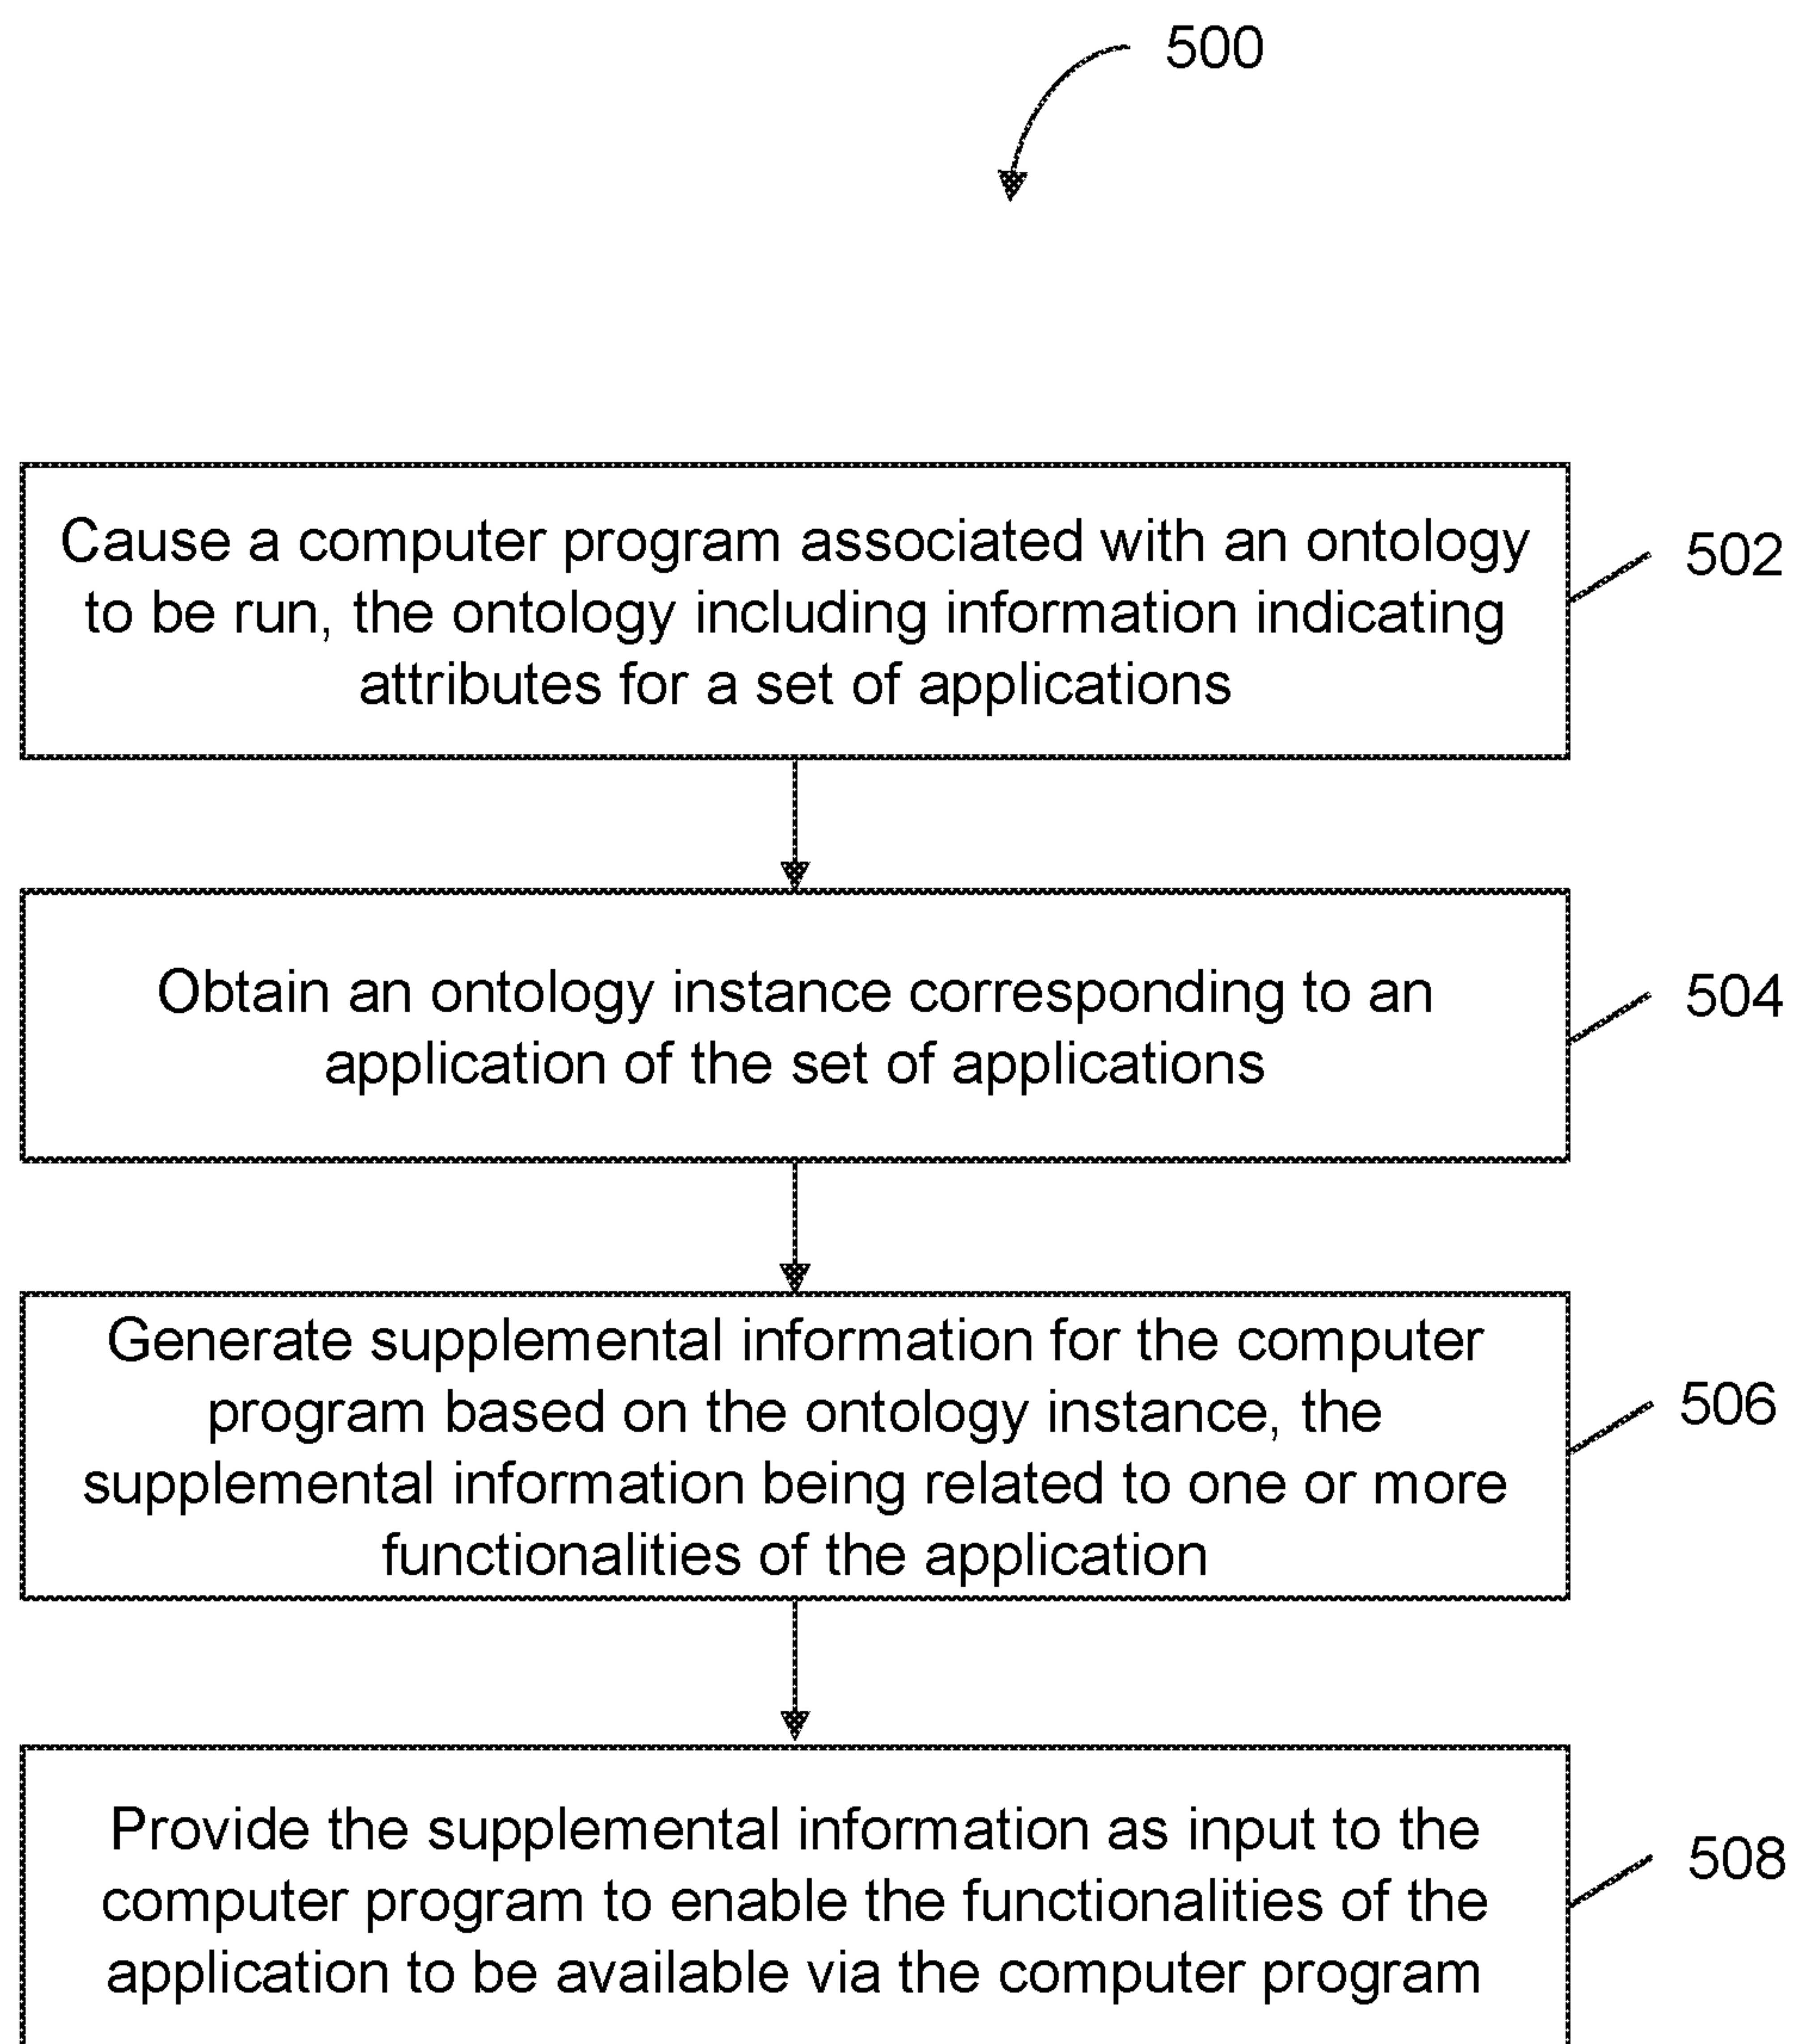 500
Cause a computer program associated with an ontology
to be run, the ontology including information indicating
attributes for a set of applications
502
Obtain an ontology instance corresponding to an
application of the set of applications
504
Generate supplemental information for the computer
program based on the ontology instance, the
supplemental information being related to one or more
functionalities of the application
506
Provide the supplemental information as input to the
computer program to enable the functionalities of the
application to be available via the computer program
508